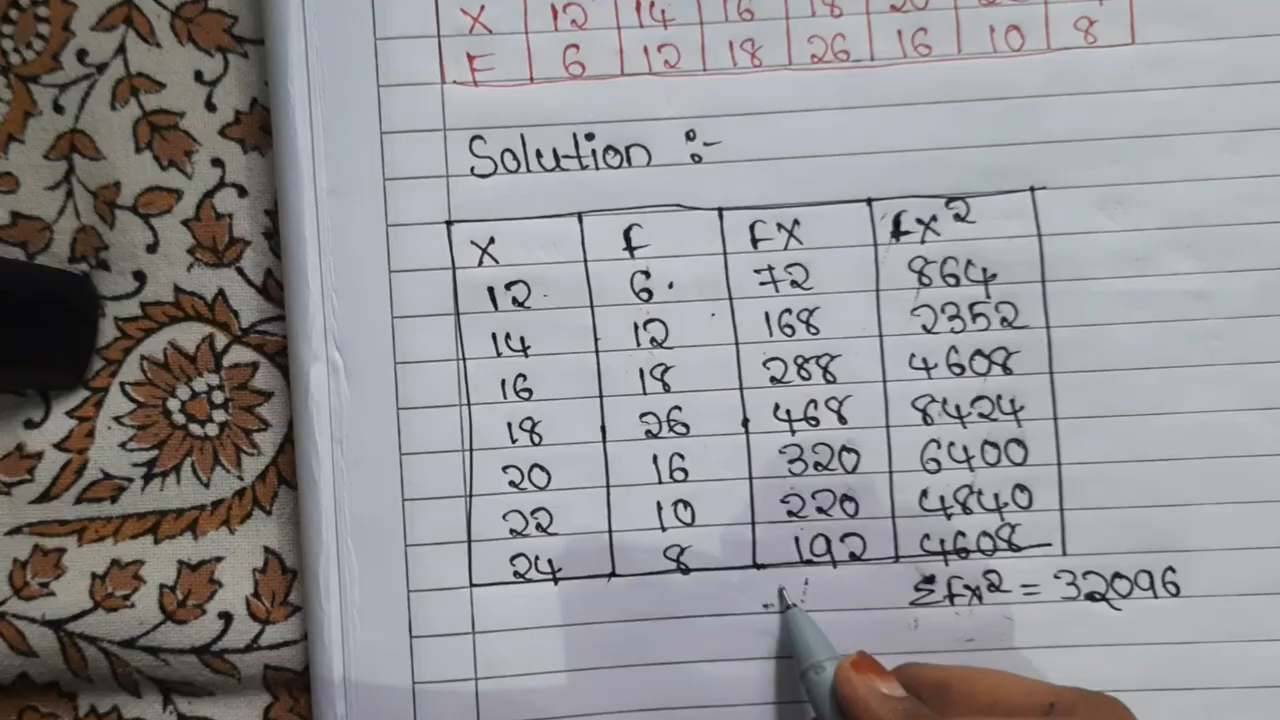 X 12 14 16 18 20
F 6 12 18 26 16 10 8
Solution :-
X f FX FX²
12 6 72 864
14 12 168 2352
16 18 288 4608
18 26 468 8424
20 16 320 6400
22 10 220 4840
24 8 192 4608
Σfx² = 32096